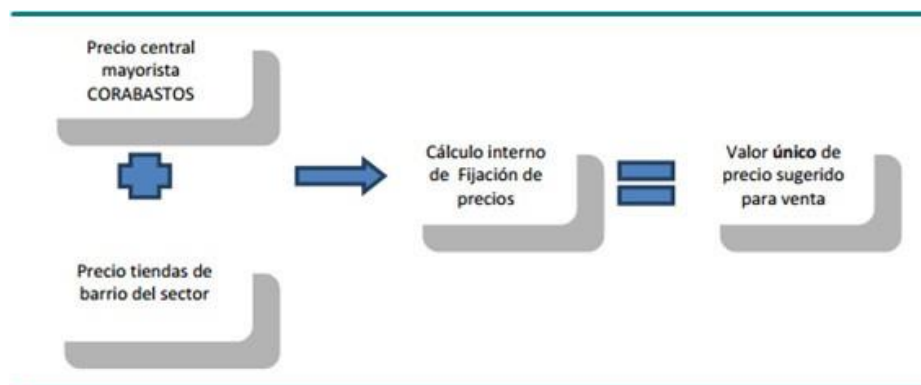 Precio central
mayorista
CORABASTOS
Precio tiendas de
barrio del sector
Cálculo interno
de Fijación de
precios
Valor único de
precio sugerido
para venta